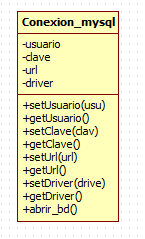 Conexion_mysql
-usuario
-clave
-url
-driver
+setUsuario(usu)
+getUsuario()
+setClave(clav)
+getClave()
+setUrl(url)
+getUrl()
+setDriver(drive)
+getDriver()
+abrir_bd()